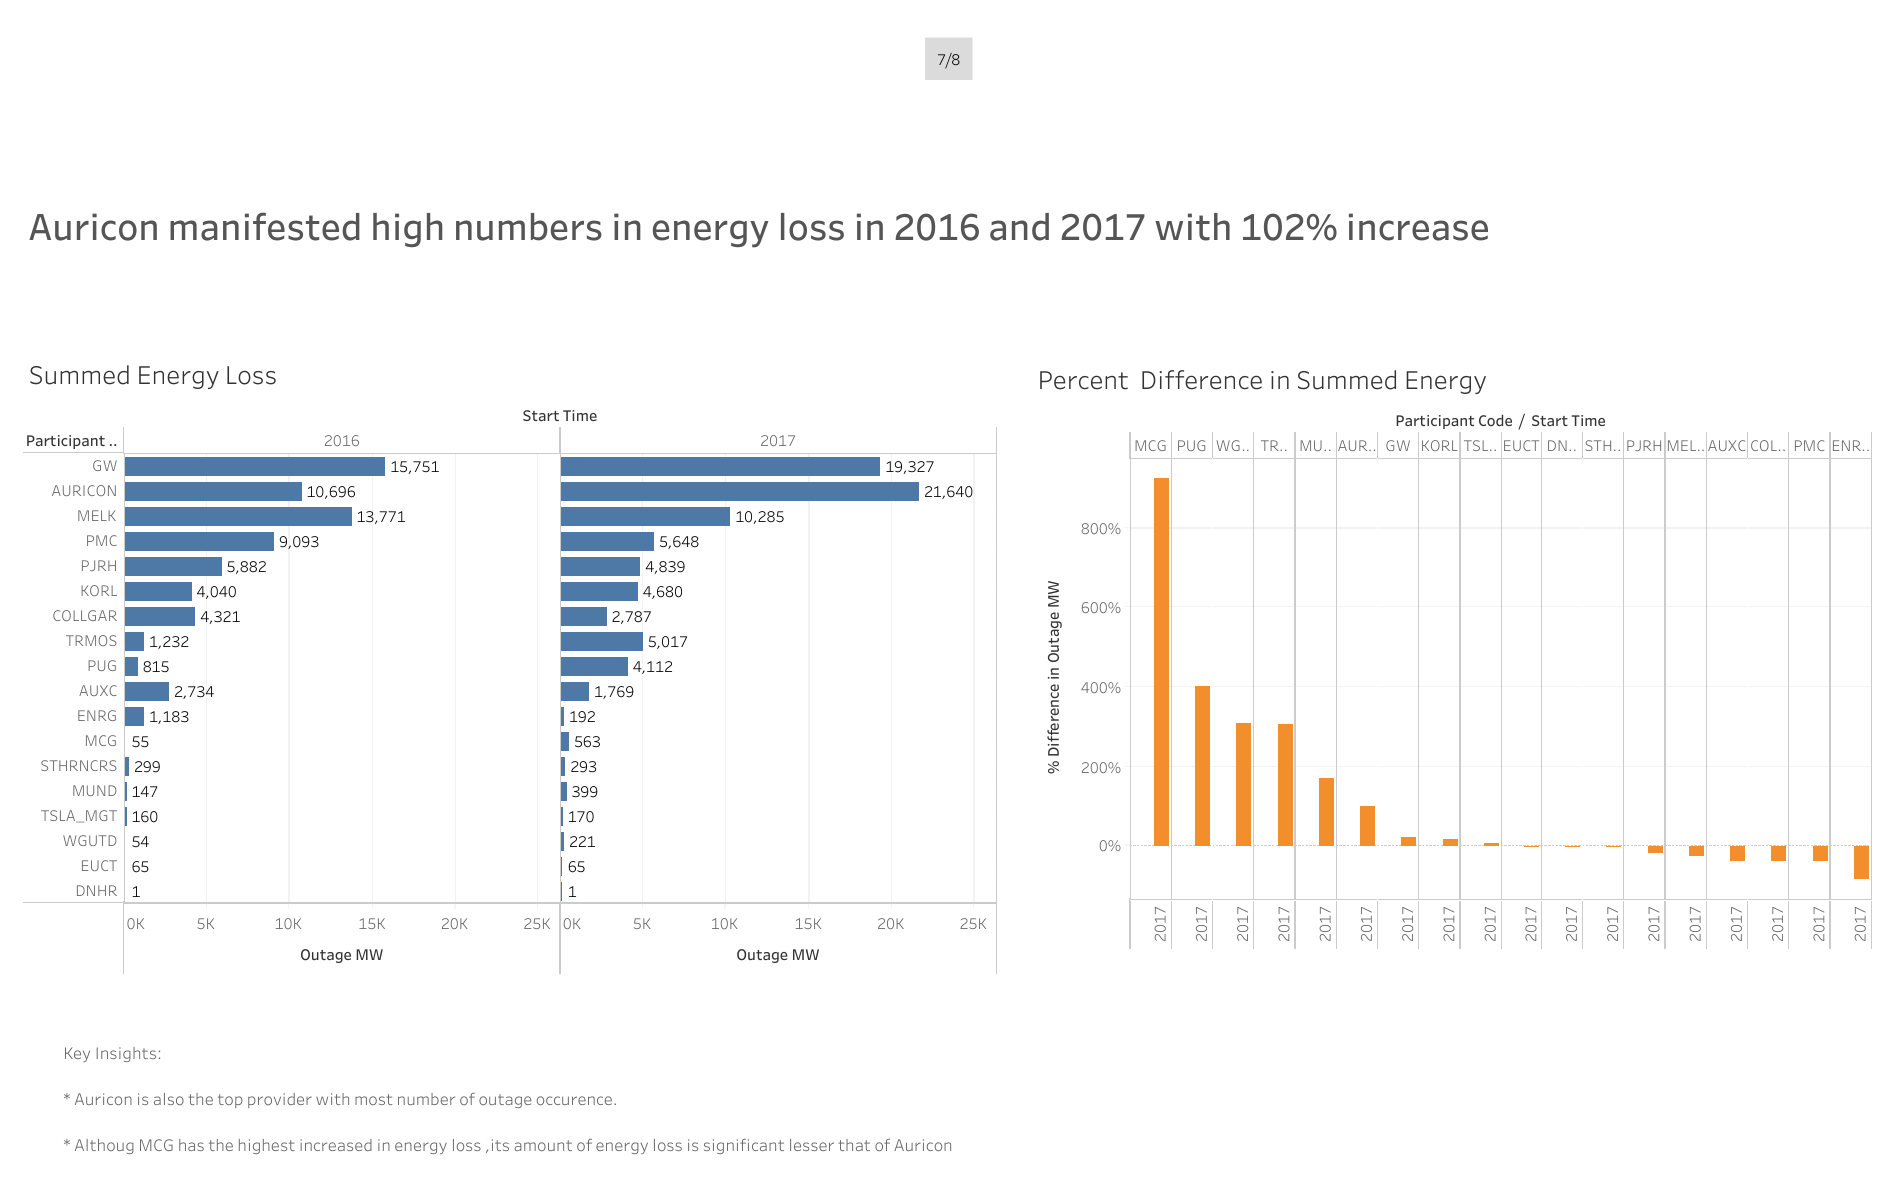 7/8
Auricon manifested high numbers in energy loss in 2016 and 2017 with 102% increase
Summed Energy Loss
Start Time
Participant .. 2016 2017
GW 15,751 19,327
AURICON 10,696 21,640
MELK 13,771 10,285
PMC 9,093 5,648
PJRH 5,882 4,839
KORL 4,040 4,680
COLLGAR 4,321 2,787
TRMOS 1,232 5,017
PUG 815 4,112
AUXC 2,734 1,769
ENRG 1,183 192
MCG 55 563
STHRNCRS 299 293
MUND 147 399
TSLA_MGT 160 170
WGUTD 54 221
EUCT 65 65
DNHR 1 1
0K 5K 10K 15K 20K 25K 0K 5K 10K 15K 20K 25K
Outage MW Outage MW
Percent  Difference in Summed Energy
Participant Code / Start Time
MCG PUG WG.. TR.. MU.. AUR.. GW KORL TSL.. EUCT DN.. STH.. PJRH MEL.. AUXC COL.. PMC ENR..
% Difference in Outage MW
800%
600%
400%
200%
0%
2017 2017 2017 2017 2017 2017 2017 2017 2017 2017 2017 2017 2017 2017 2017 2017 2017 2017
Key Insights:
* Auricon is also the top provider with most number of outage occurence.
* Althoug MCG has the highest increased in energy loss ,its amount of energy loss is significant lesser that of Auricon